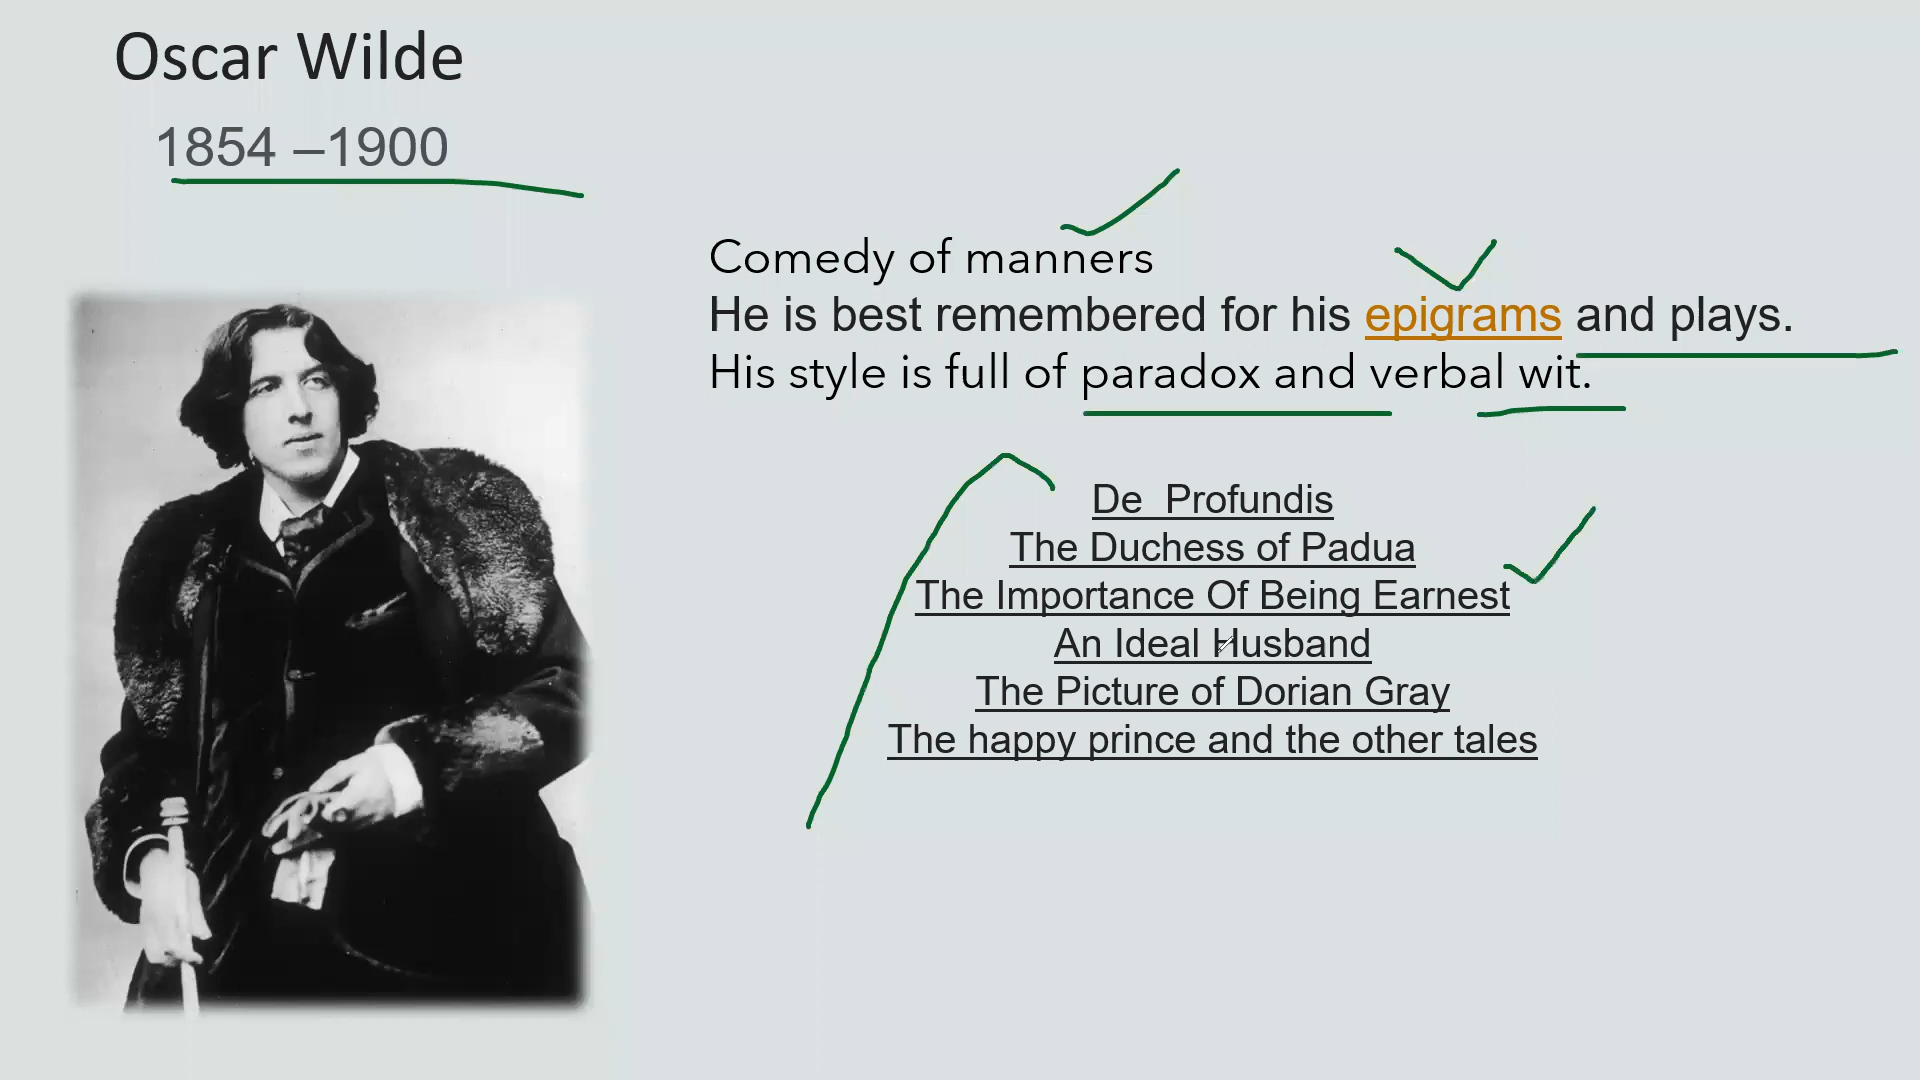 Oscar Wilde
1854 –1900
Comedy of manners
He is best remembered for his epigrams and plays.
His style is full of paradox and verbal wit.
De Profundis
The Duchess of Padua
The Importance Of Being Earnest
An Ideal Husband
The Picture of Dorian Gray
The happy prince and the other tales